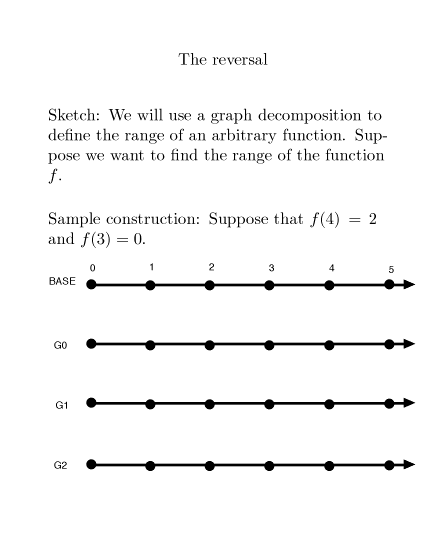 The reversal
Sketch: We will use a graph decomposition to
define the range of an arbitrary function. Sup-
pose we want to find the range of the function
f.
Sample construction: Suppose that f(4) = 2
and f(3) = 0.
0 1 2 3 4 5
BASE
G0
G1
G2